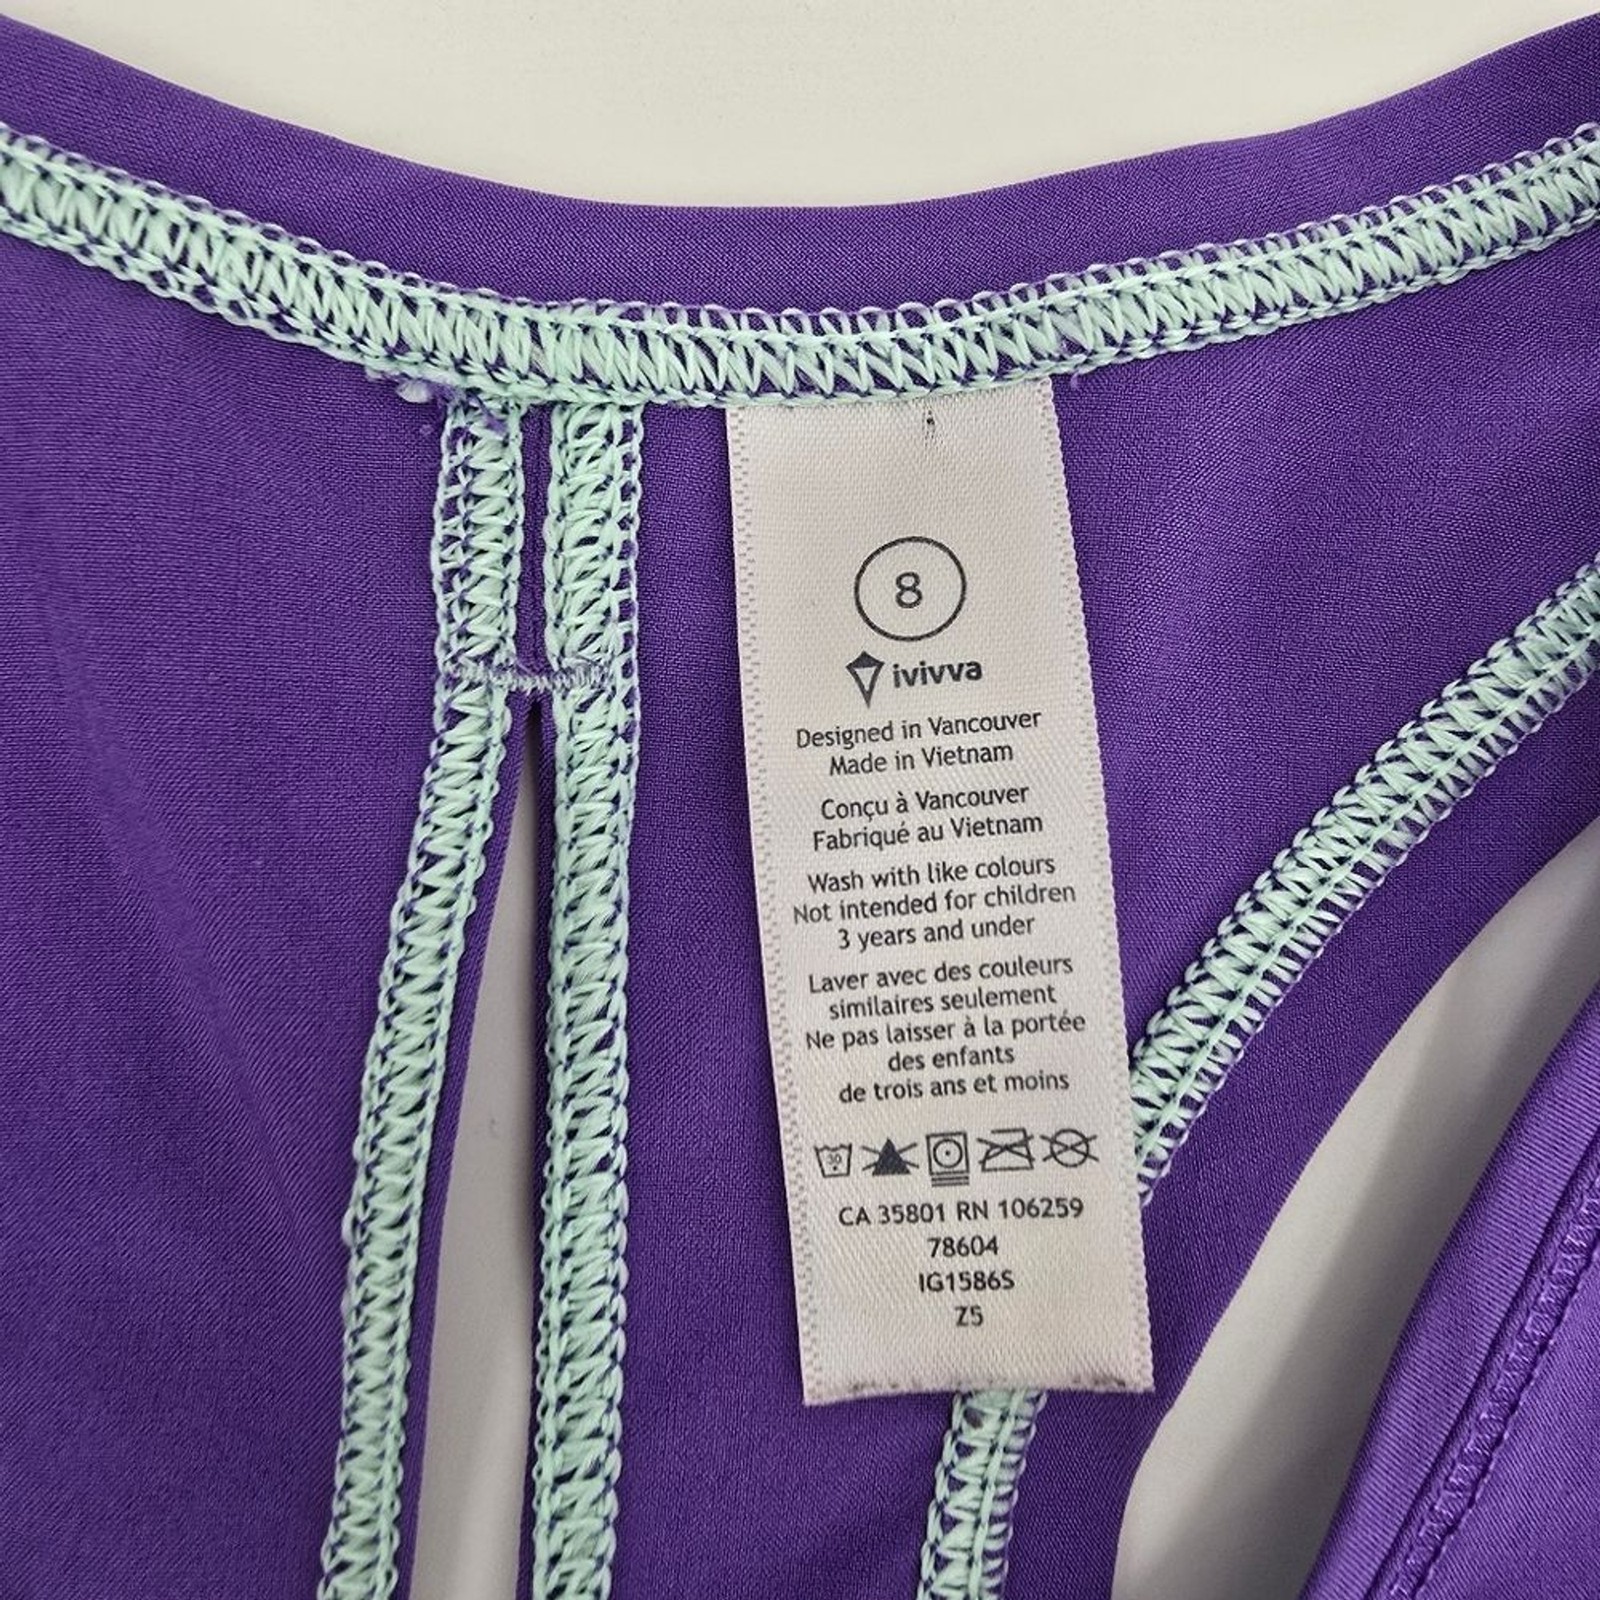 8
ivivva
Designed in Vancouver
Made in Vietnam
Conçu à Vancouver
Fabriqué au Vietnam
Wash with like colours
Not intended for children
3 years and under
Laver avec des couleurs
similaires seulement
Ne pas laisser à la portée
des enfants
de trois ans et moins
30
CA 35801 RN 106259
78604
IG1586S
Z5